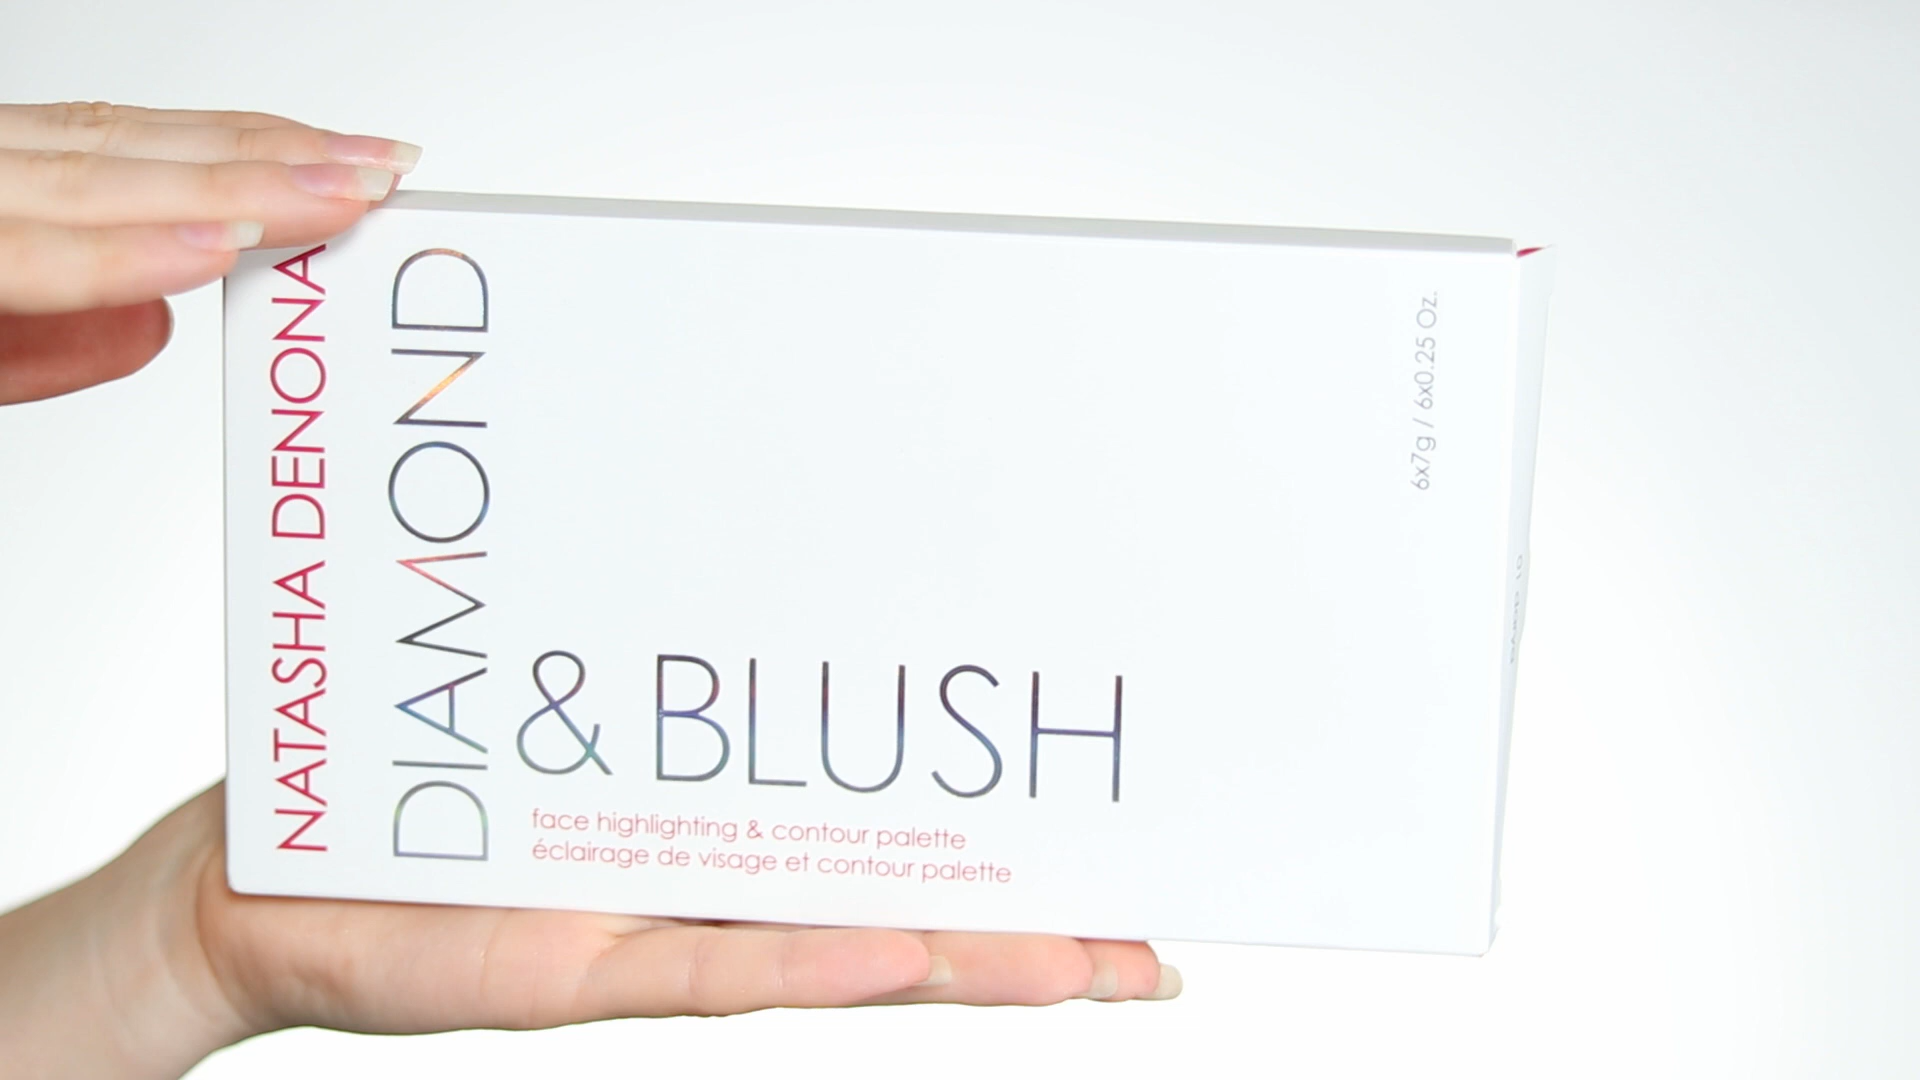 NATASHA DENONA
DIAMOND
& BLUSH
face highlighting & contour palette
éclairage de visage et contour palette
6x7g / 6x0.25 Oz.